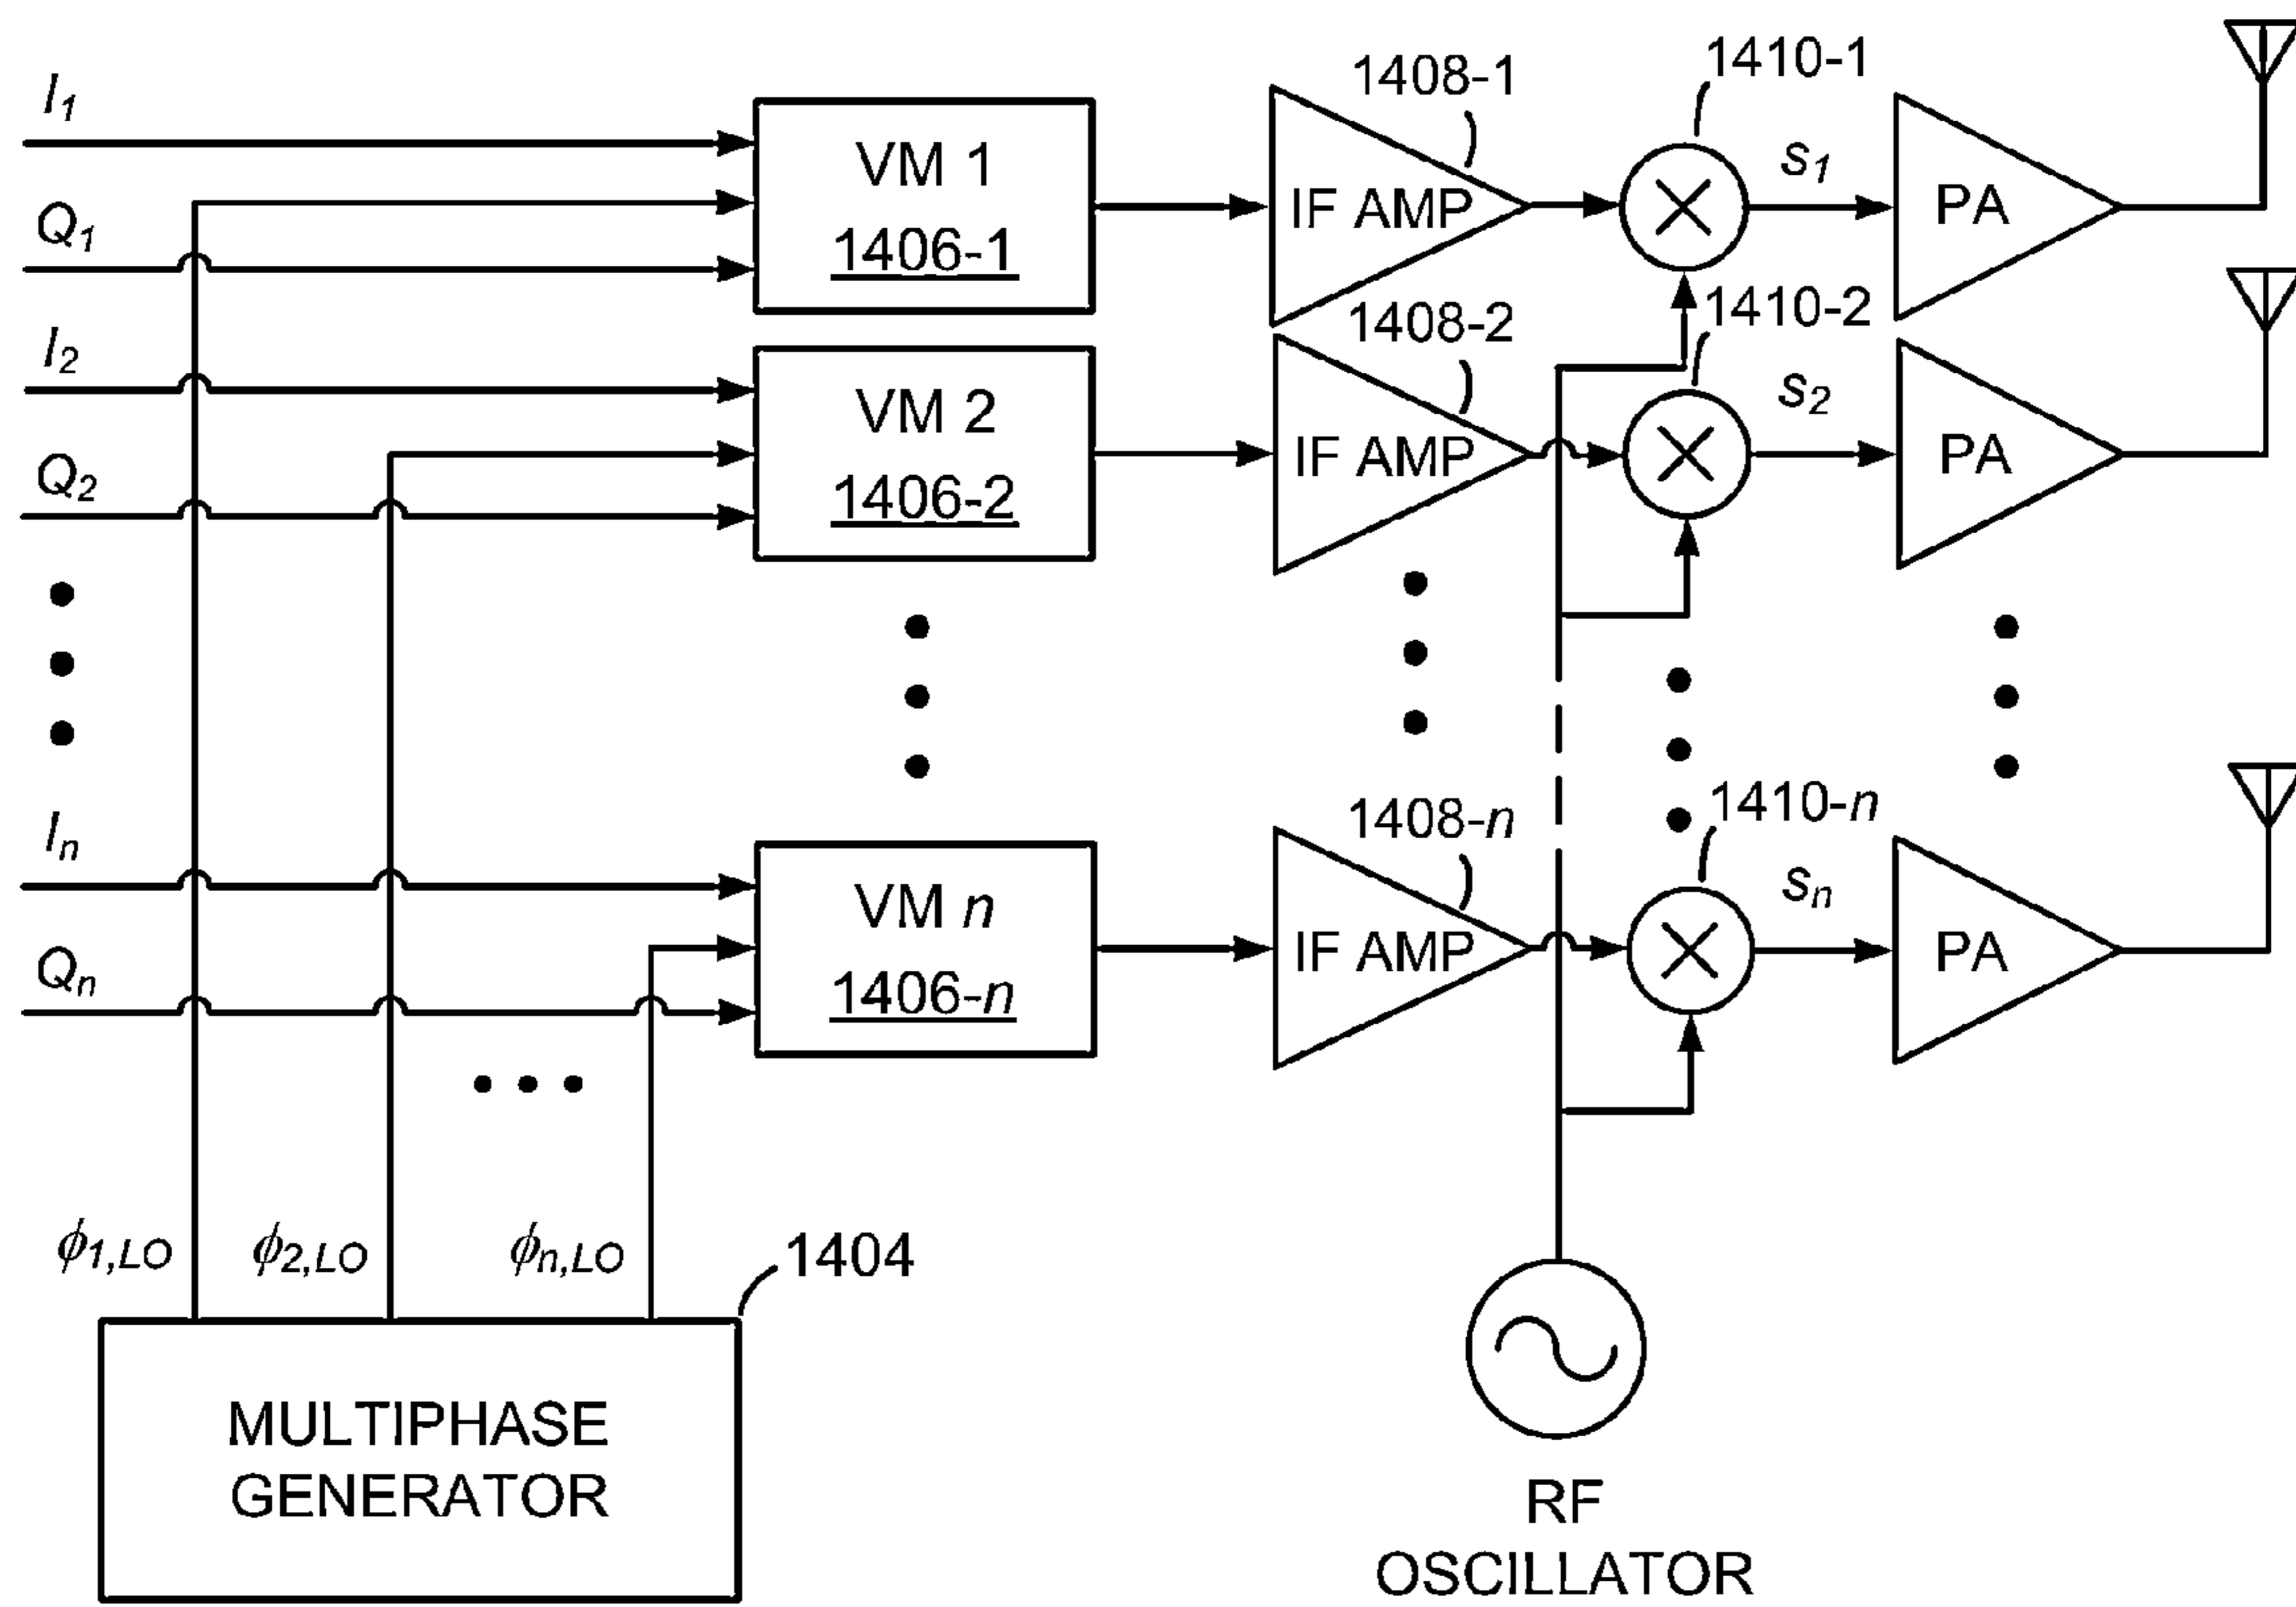 I1
Q1
VM 1
1406-1
IF AMP
1408-1
1410-1
s1
PA
I2
Q2
VM 2
1406-2
IF AMP
1408-2
1410-2
s2
PA
In
Qn
VM n
1406-n
IF AMP
1408-n
1410-n
sn
PA
ϕ1,LO
ϕ2,LO
ϕn,LO
1404
MULTIPHASE
GENERATOR
RF
OSCILLATOR